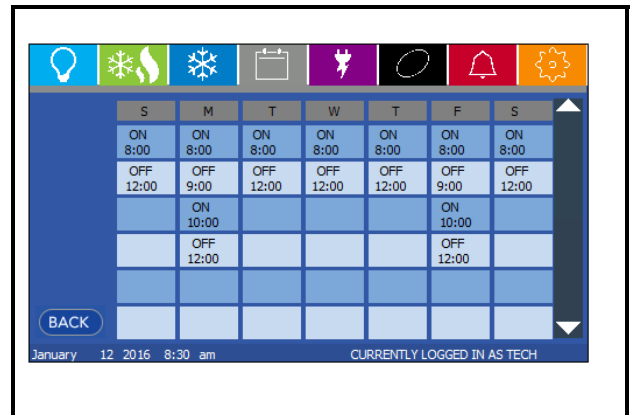 S M T W T F S
ON ON ON ON ON ON ON
8:00 8:00 8:00 8:00 8:00 8:00 8:00
OFF OFF OFF OFF OFF OFF OFF
12:00 9:00 12:00 12:00 12:00 9:00 12:00
ON ON
10:00 10:00
OFF OFF
12:00 12:00
BACK
January 12 2016 8:30 am CURRENTLY LOGGED IN AS TECH